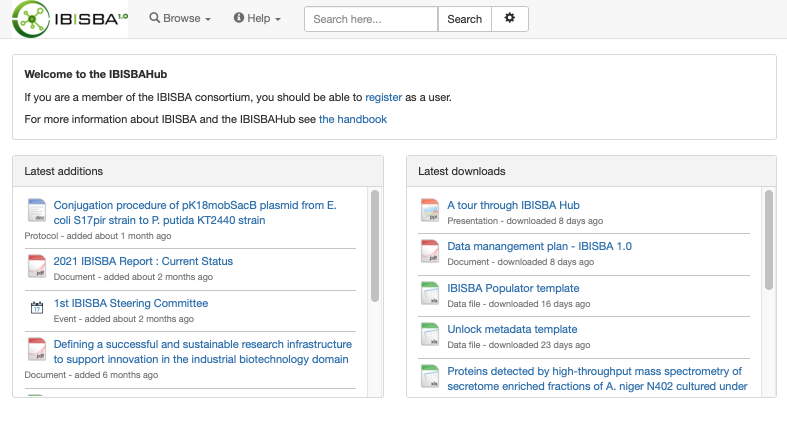 IBISBA1.0
Browse
Help
Search here...
Search
Welcome to the IBISBAHub
If you are a member of the IBISBA consortium, you should be able to register as a user.
For more information about IBISBA and the IBISBAHub see the handbook
Latest additions
doc
Conjugation procedure of pK18mobSacB plasmid from E.
coli S17pir strain to P. putida KT2440 strain
Protocol - added about 1 month ago
pdf
2021 IBISBA Report : Current Status
Document - added about 2 months ago
17
1st IBISBA Steering Committee
Event - added about 2 months ago
pdf
Defining a successful and sustainable research infrastructure
to support innovation in the industrial biotechnology domain
Document - added 6 months ago
Latest downloads
ppt
A tour through IBISBA Hub
Presentation - downloaded 8 days ago
pdf
Data manangement plan - IBISBA 1.0
Document - downloaded 8 days ago
xls
IBISBA Populator template
Data file - downloaded 16 days ago
xls
Unlock metadata template
Data file - downloaded 23 days ago
xls
Proteins detected by high-throughput mass spectrometry of
secretome enriched fractions of A. niger N402 cultured under